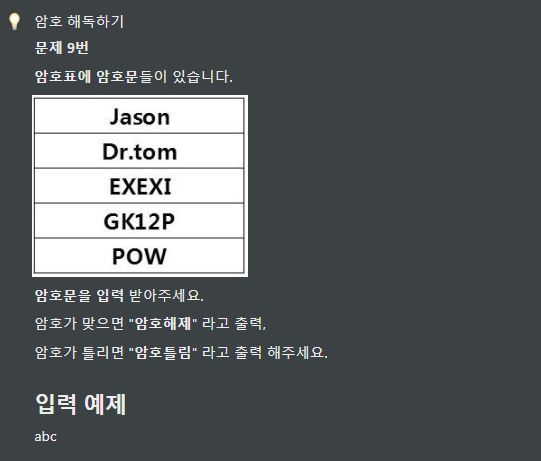 암호 해독하기
문제 9번
암호표에 암호문들이 있습니다.
Jason
Dr.tom
EXEXI
GK12P
POW
암호문을 입력 받아주세요.
암호가 맞으면 "암호해제" 라고 출력,
암호가 틀리면 "암호틀림" 라고 출력 해주세요.
입력 예제
abc